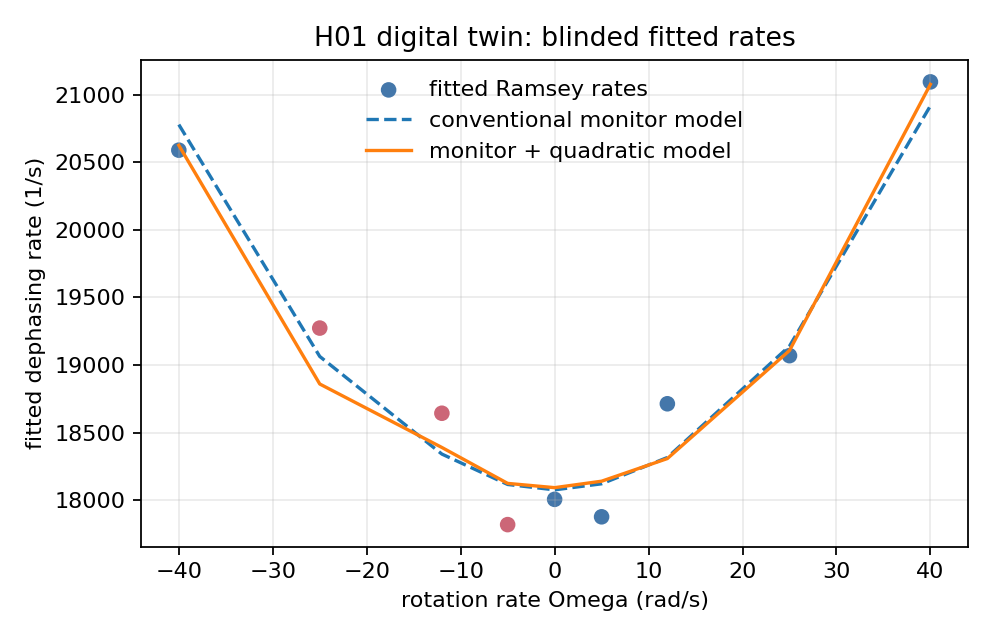 H01 digital twin: blinded fitted rates
fitted Ramsey rates
conventional monitor model
monitor + quadratic model
fitted dephasing rate (1/s)
21000
20500
20000
19500
19000
18500
18000
−40
−30
−20
−10
0
10
20
30
40
rotation rate Omega (rad/s)